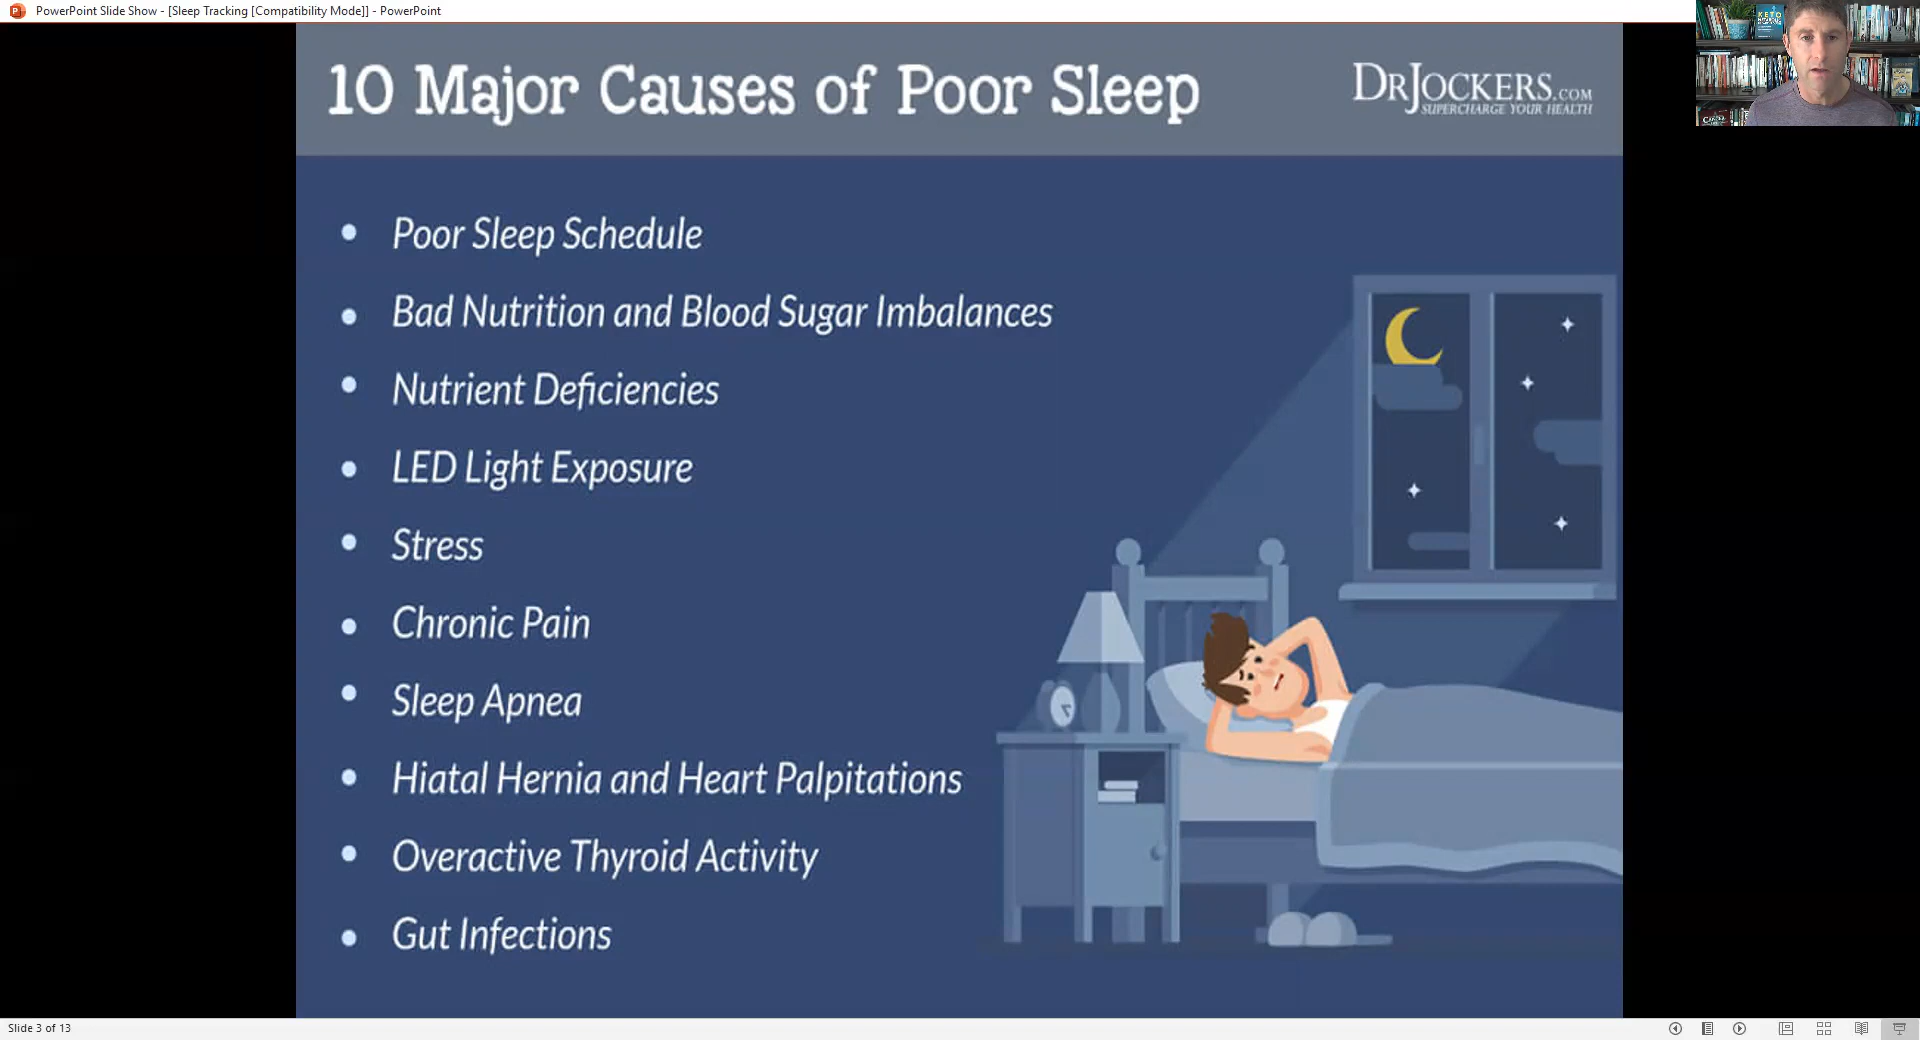 PowerPoint Slide Show - [Sleep Tracking [Compatibility Mode]] - PowerPoint
KETO
10 Major Causes of Poor Sleep
DRJOCKERS.COM
SUPERCHARGE YOUR HEALTH
• Poor Sleep Schedule
• Bad Nutrition and Blood Sugar Imbalances
• Nutrient Deficiencies
• LED Light Exposure
• Stress
• Chronic Pain
• Sleep Apnea
• Hiatal Hernia and Heart Palpitations
• Overactive Thyroid Activity
• Gut Infections
Slide 3 of 13